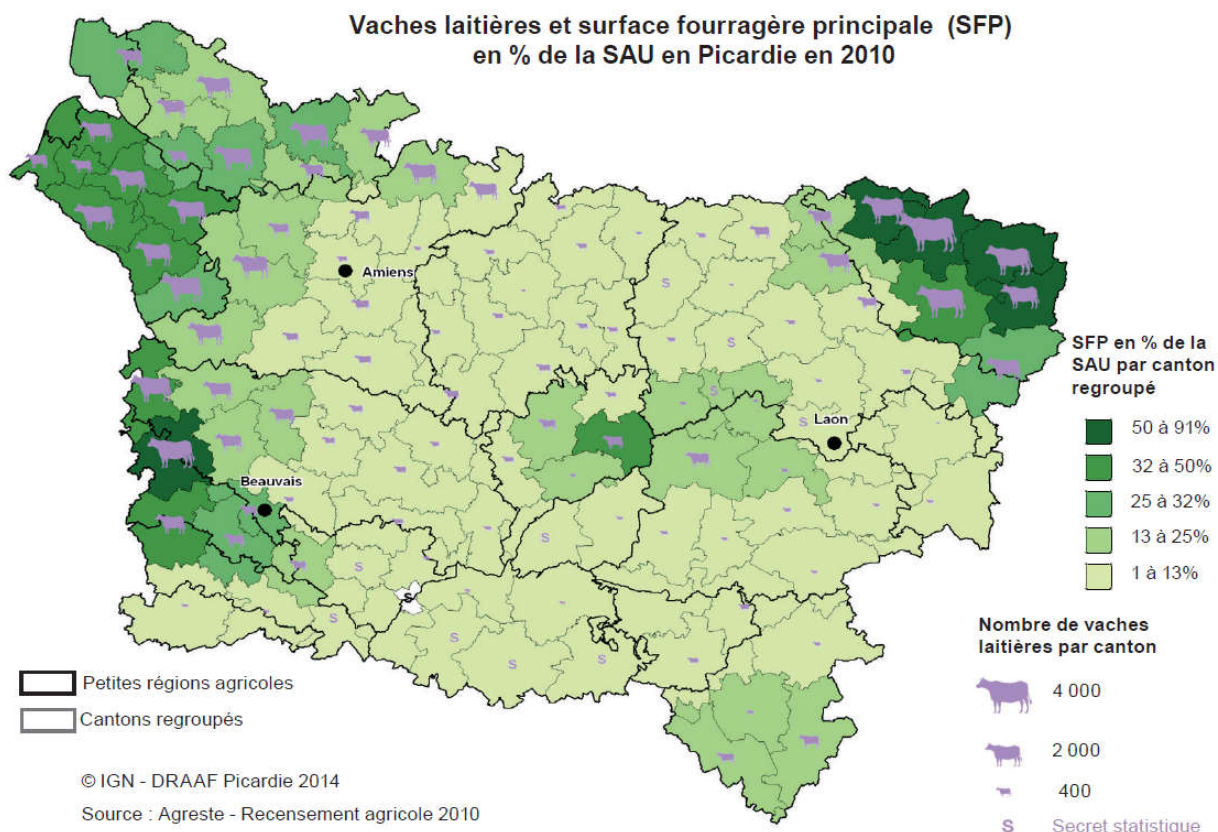 Vaches laitières et surface fourragère principale (SFP)
en % de la SAU en Picardie en 2010
Amiens
S
S
SFP en % de la
SAU par canton
regroupé
50 à 91%
32 à 50%
25 à 32%
13 à 25%
1 à 13%
S
Laon
S
Beauvais
S
S
S
S
S
S
S
Nombre de vaches
laitières par canton
4 000
2 000
400
S Secret statistique
Petites régions agricoles
Cantons regroupés
© IGN - DRAAF Picardie 2014
Source : Agreste - Recensement agricole 2010